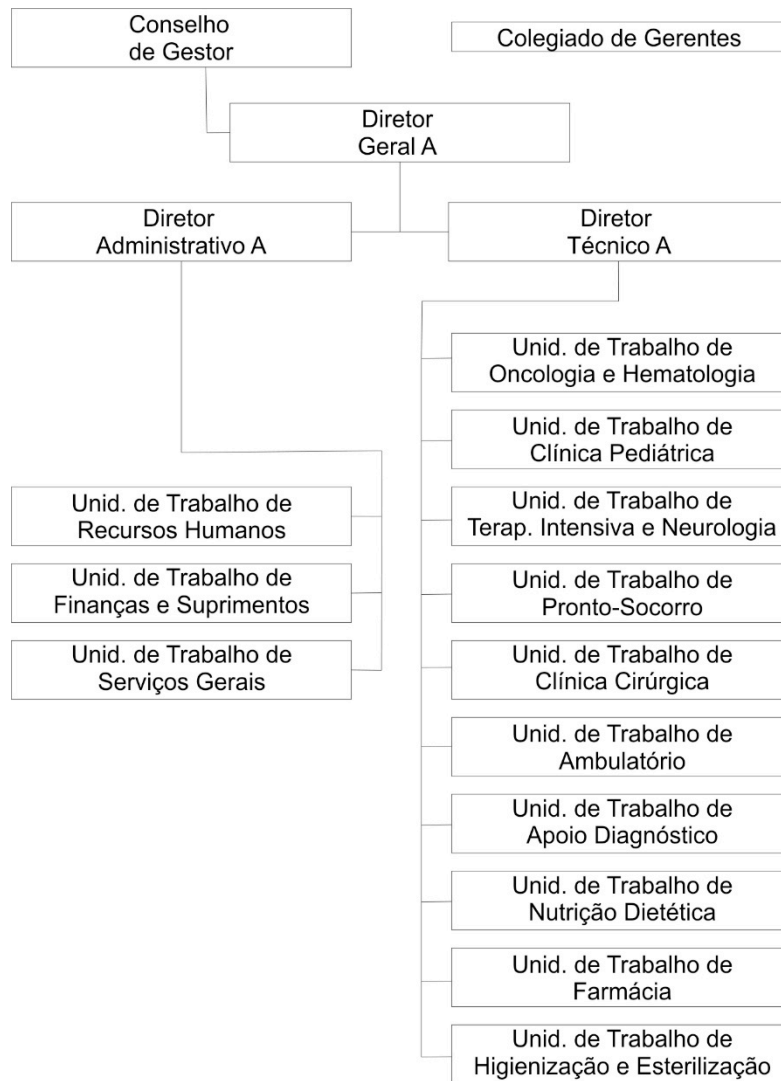 Conselho
de Gestor
Colegiado de Gerentes
Diretor
Geral A
Diretor
Administrativo A
Diretor
Técnico A
Unid. de Trabalho de
Recursos Humanos
Unid. de Trabalho de
Finanças e Suprimentos
Unid. de Trabalho de
Serviços Gerais
Unid. de Trabalho de
Oncologia e Hematologia
Unid. de Trabalho de
Clínica Pediátrica
Unid. de Trabalho de
Terap. Intensiva e Neurologia
Unid. de Trabalho de
Pronto-Socorro
Unid. de Trabalho de
Clínica Cirúrgica
Unid. de Trabalho de
Ambulatório
Unid. de Trabalho de
Apoio Diagnóstico
Unid. de Trabalho de
Nutrição Dietética
Unid. de Trabalho de
Farmácia
Unid. de Trabalho de
Higienização e Esterilização